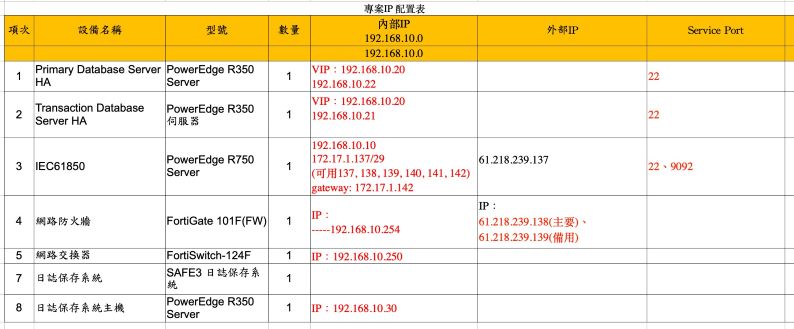 專案IP 配置表
項次 設備名稱 型號 數量 內部IP 192.168.10.0 外部IP Service Port
192.168.10.0
1 Primary Database Server HA PowerEdge R350 Server 1 VIP：192.168.10.20 192.168.10.22 22
2 Transaction Database Server HA PowerEdge R350 伺服器 1 VIP：192.168.10.20 192.168.10.21 22
3 IEC61850 PowerEdge R750 Server 1 192.168.10.10 172.17.1.137/29 (可用137, 138, 139, 140, 141, 142) gateway: 172.17.1.142 61.218.239.137 22、9092
4 網路防火牆 FortiGate 101F(FW) 1 IP： -----192.168.10.254 IP： 61.218.239.138(主要)、 61.218.239.139(備用)
5 網路交換器 FortiSwitch-124F 1 IP：192.168.10.250
7 日誌保存系統 SAFE3 日誌保存系統 1
8 日誌保存系統主機 PowerEdge R350 Server 1 IP：192.168.10.30